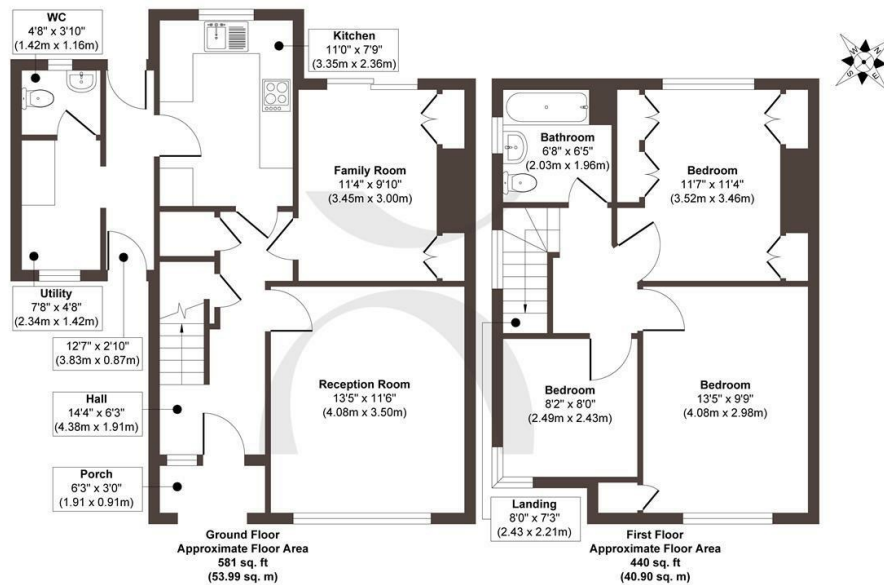 WC
4'8" x 3'10"
(1.42m x 1.16m)
Kitchen
11'0" x 7'9"
(3.35m x 2.36m)
Family Room
11'4" x 9'10"
(3.45m x 3.00m)
Utility
7'8" x 4'8"
(2.34m x 1.42m)
12'7" x 2'10"
(3.83m x 0.87m)
Reception Room
13'5" x 11'6"
(4.08m x 3.50m)
Hall
14'4" x 6'3"
(4.38m x 1.91m)
Porch
6'3" x 3'0"
(1.91 x 0.91m)
Ground Floor
Approximate Floor Area
581 sq. ft
(53.99 sq. m)
Bathroom
6'8" x 6'5"
(2.03m x 1.96m)
Bedroom
11'7" x 11'4"
(3.52m x 3.46m)
Bedroom
8'2" x 8'0"
(2.49m x 2.43m)
Bedroom
13'5" x 9'9"
(4.08m x 2.98m)
Landing
8'0" x 7'3"
(2.43 x 2.21m)
First Floor
Approximate Floor Area
440 sq. ft
(40.90 sq. m)
W
N
S
E